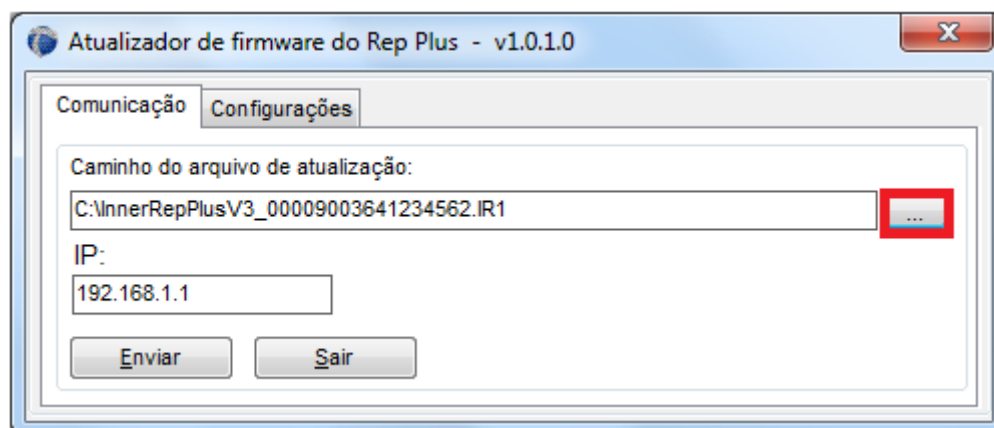 Atualizador de firmware do Rep Plus - v1.0.1.0
Comunicação Configurações
Caminho do arquivo de atualização:
C:\InnerRepPlusV3_00009003641234562.IR1 ...
IP:
192.168.1.1
Enviar Sair